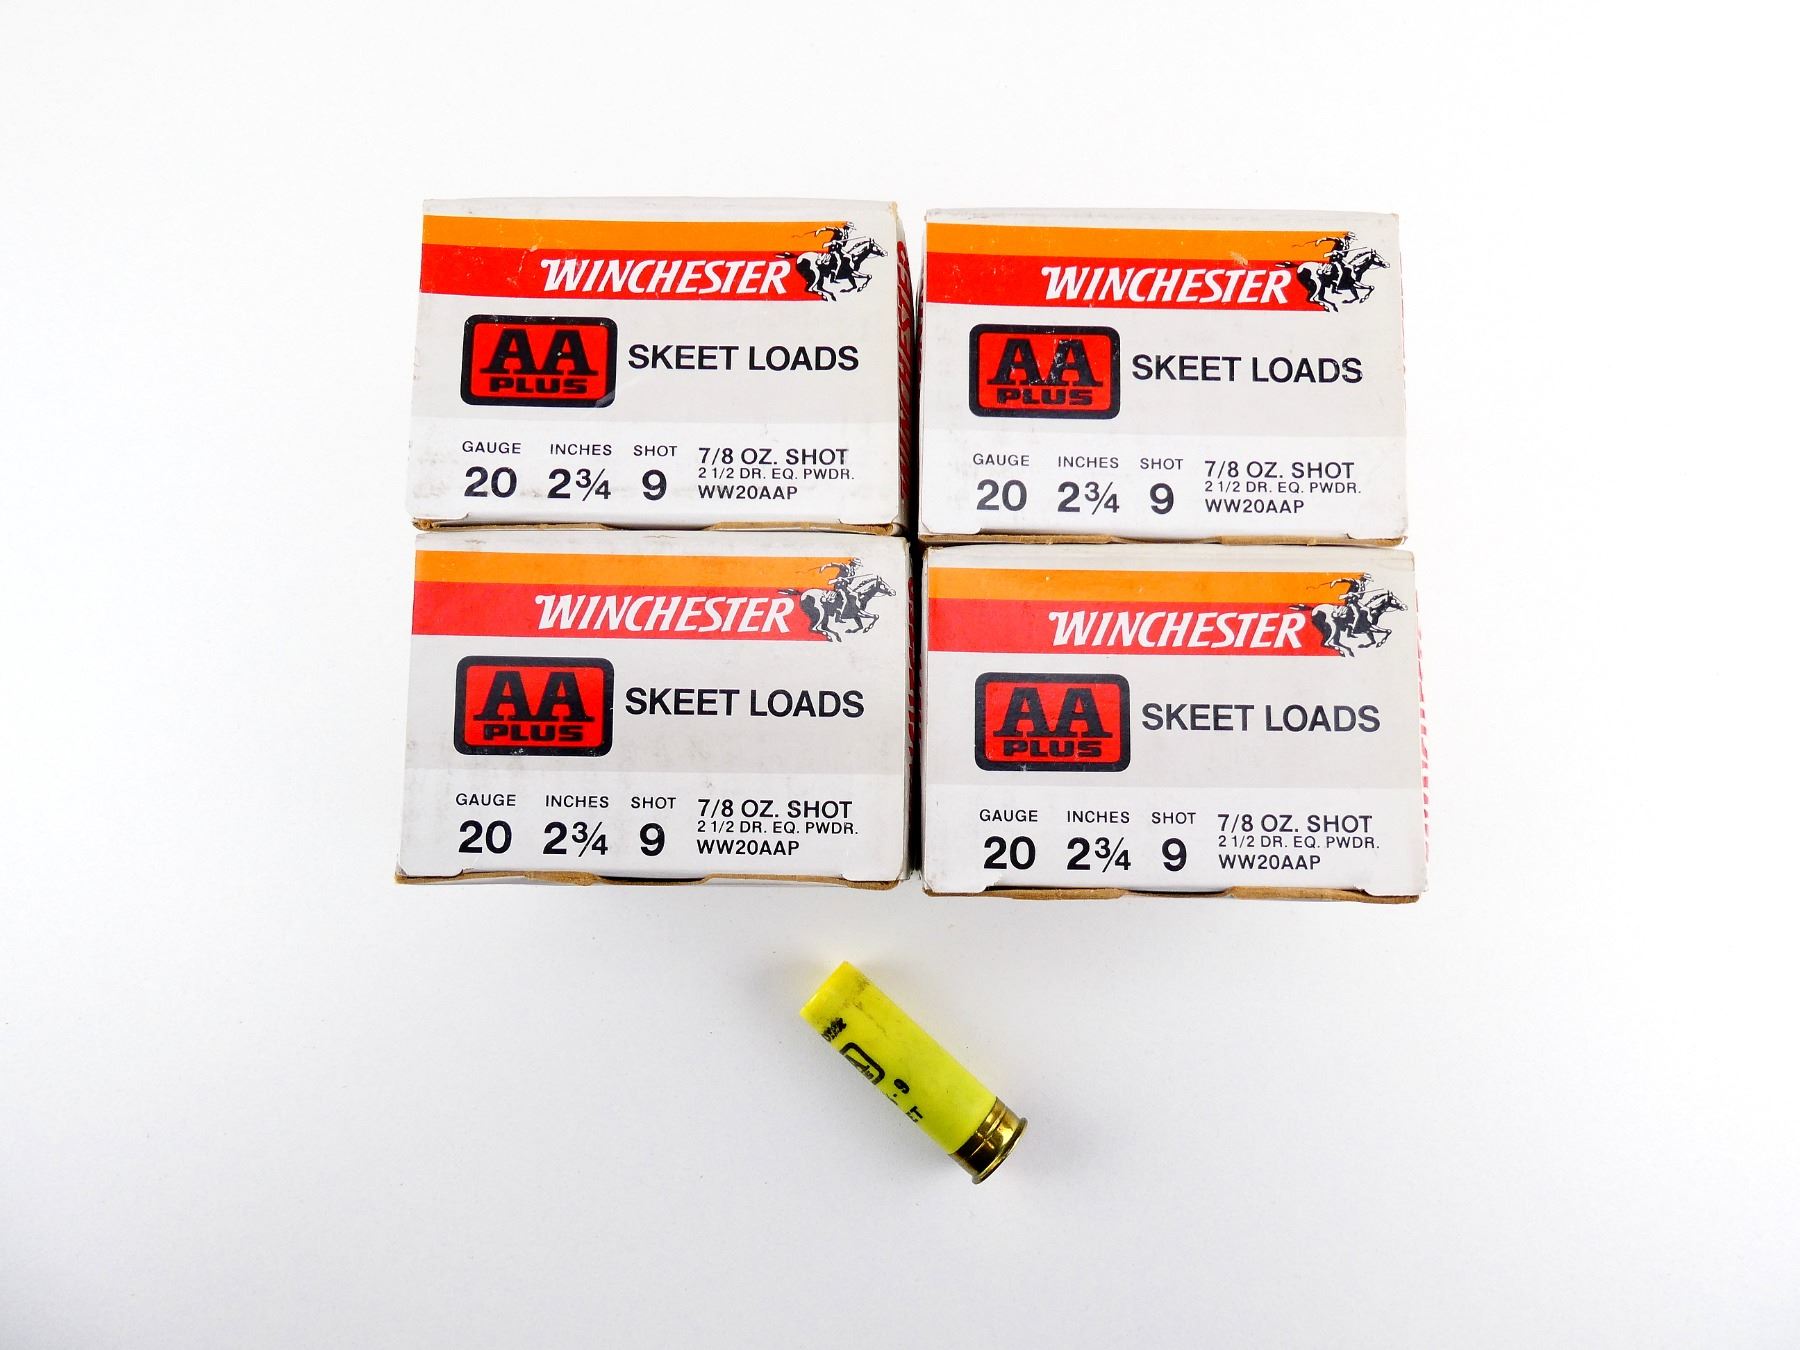 WINCHESTER
AA
PLUS
SKEET LOADS
GAUGE INCHES SHOT
20 2¾ 9
7/8 OZ. SHOT
2 1/2 DR. EQ. PWDR.
WW20AAP
WINCHESTER
AA
PLUS
SKEET LOADS
GAUGE INCHES SHOT
20 2¾ 9
7/8 OZ. SHOT
2 1/2 DR. EQ. PWDR.
WW20AAP
WINCHESTER
AA
PLUS
SKEET LOADS
GAUGE INCHES SHOT
20 2¾ 9
7/8 OZ. SHOT
2 1/2 DR. EQ. PWDR.
WW20AAP
WINCHESTER
AA
PLUS
SKEET LOADS
GAUGE INCHES SHOT
20 2¾ 9
7/8 OZ. SHOT
2 1/2 DR. EQ. PWDR.
WW20AAP
9